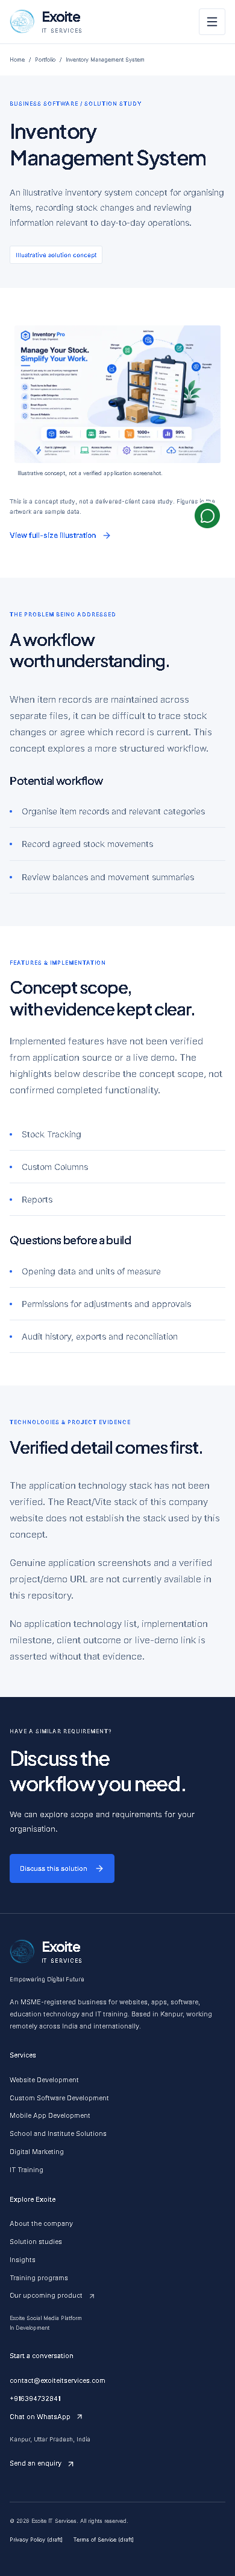 Exoite
IT SERVICES
Home / Portfolio / Inventory Management System
BUSINESS SOFTWARE / SOLUTION STUDY
Inventory
Management System
An illustrative inventory system concept for organising
items, recording stock changes and reviewing
information relevant to day-to-day operations.
Illustrative solution concept
Inventory Pro
Manage Your Stock.
Simplify Your Work.
500+
20+
1000+
99%
Illustrative concept, not a verified application screenshot.
This is a concept study, not a delivered-client case study. Figures in the
artwork are sample data.
View full-size illustration
THE PROBLEM BEING ADDRESSED
A workflow
worth understanding.
When item records are maintained across
separate files, it can be difficult to trace stock
changes or agree which record is current. This
concept explores a more structured workflow.
Potential workflow
Organise item records and relevant categories
Record agreed stock movements
Review balances and movement summaries
FEATURES & IMPLEMENTATION
Concept scope,
with evidence kept clear.
Implemented features have not been verified
from application source or a live demo. The
highlights below describe the concept scope, not
confirmed completed functionality.
Stock Tracking
Custom Columns
Reports
Questions before a build
Opening data and units of measure
Permissions for adjustments and approvals
Audit history, exports and reconciliation
TECHNOLOGIES & PROJECT EVIDENCE
Verified detail comes first.
The application technology stack has not been
verified. The React/Vite stack of this company
website does not establish the stack used by this
concept.
Genuine application screenshots and a verified
project/demo URL are not currently available in
this repository.
No application technology list, implementation
milestone, client outcome or live-demo link is
asserted without that evidence.
HAVE A SIMILAR REQUIREMENT?
Discuss the
workflow you need.
We can explore scope and requirements for your
organisation.
Discuss this solution
Exoite
IT SERVICES
Empowering Digital Futura
An MSME-registered business for websites, apps, software,
education technology and IT training. Based in Kanpur, working
remotely across India and internationally.
Services
Website Development
Custom Software Development
Mobile App Development
School and Institute Solutions
Digital Marketing
IT Training
Explore Exoite
About the company
Solution studies
Insights
Training programs
Our upcoming product
Exoite Social Media Platform
In Development
Start a conversation
contact@exoiteitservices.com
+916394732841
Chat on WhatsApp
Kanpur, Uttar Pradesh, India
Send an enquiry
© 2026 Exoite IT Services. All rights reserved.
Privacy Policy (draft) Terms of Service (draft)